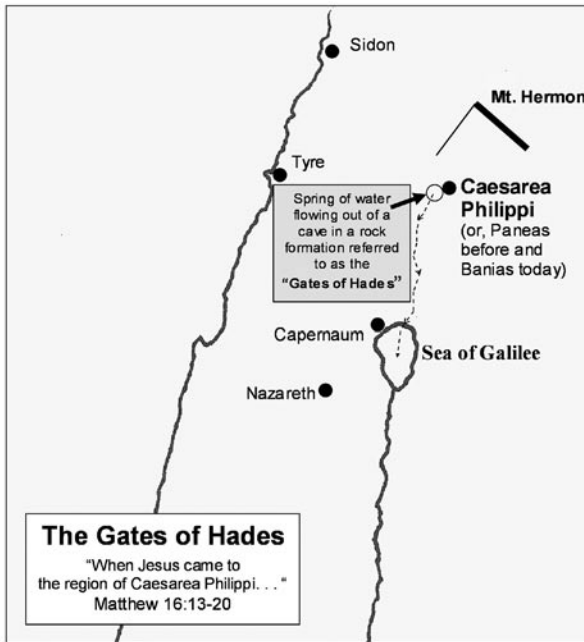 Sidon
Mt. Hermon
Tyre
Spring of water
flowing out of a
cave in a rock
formation referred
to as the
“Gates of Hades”
Caesarea
Philippi
(or, Paneas
before and
Banias today)
Capernaum
Sea of Galilee
Nazareth
The Gates of Hades
“When Jesus came to
the region of Caesarea Philippi. . . “
Matthew 16:13-20